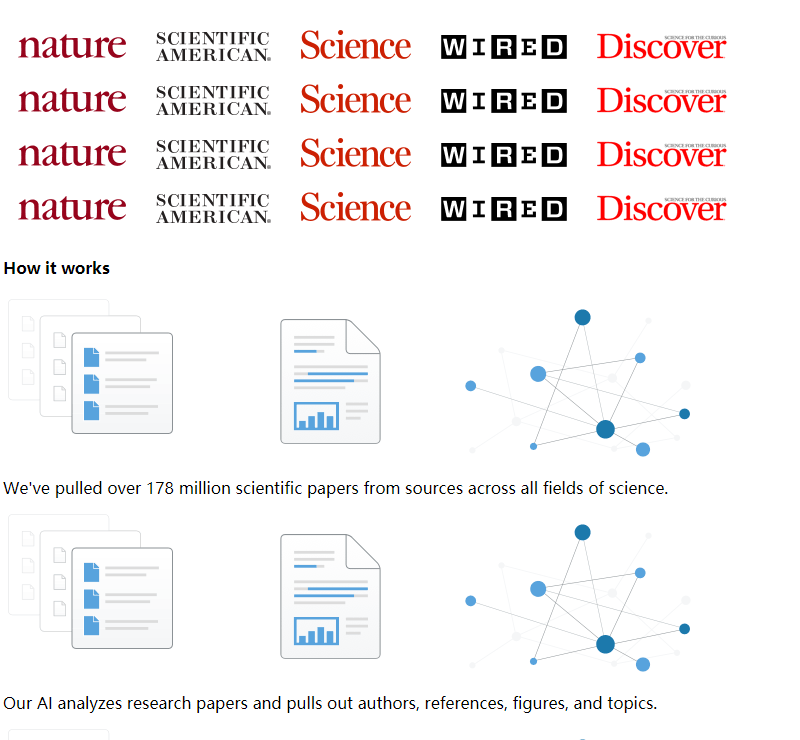 nature SCIENTIFIC AMERICAN. Science WIRED SCIENCE FOR THE CURIOUS Discover
nature SCIENTIFIC AMERICAN. Science WIRED SCIENCE FOR THE CURIOUS Discover
nature SCIENTIFIC AMERICAN. Science WIRED SCIENCE FOR THE CURIOUS Discover
nature SCIENTIFIC AMERICAN. Science WIRED SCIENCE FOR THE CURIOUS Discover
How it works
We've pulled over 178 million scientific papers from sources across all fields of science.
Our AI analyzes research papers and pulls out authors, references, figures, and topics.